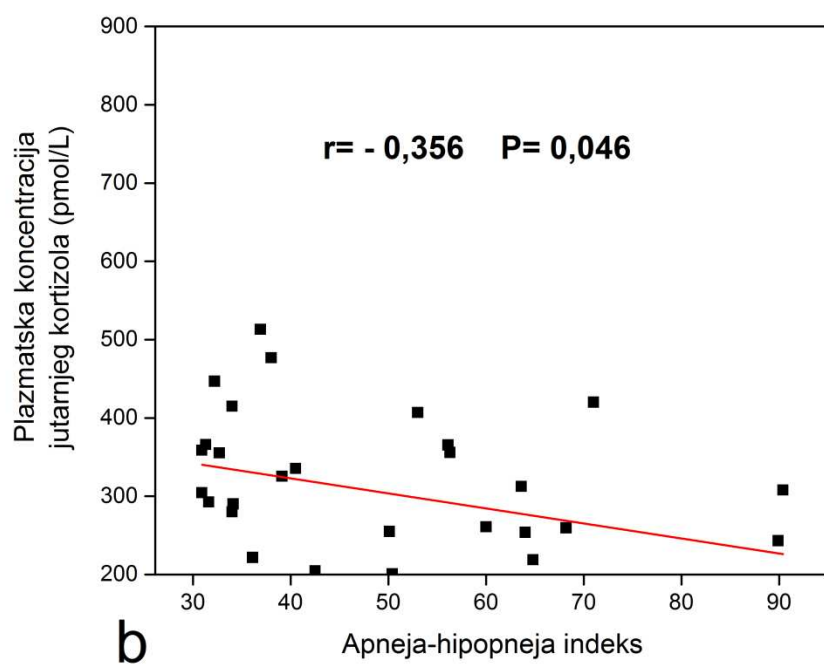 900
800
700
600
500
400
300
200
Plazmatska koncentracija
jutarnjeg kortizola (pmol/L)
r= - 0,356 P= 0,046
30 40 50 60 70 80 90
b
Apneja-hipopneja indeks